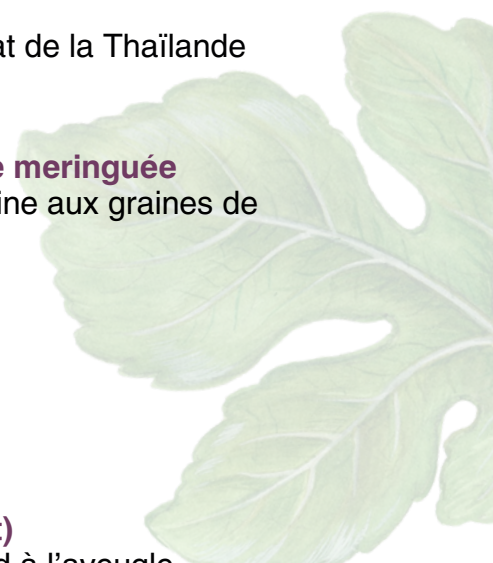 at de la Thaïlande
e meringuée
ine aux graines de
t)
d à l'aveugle